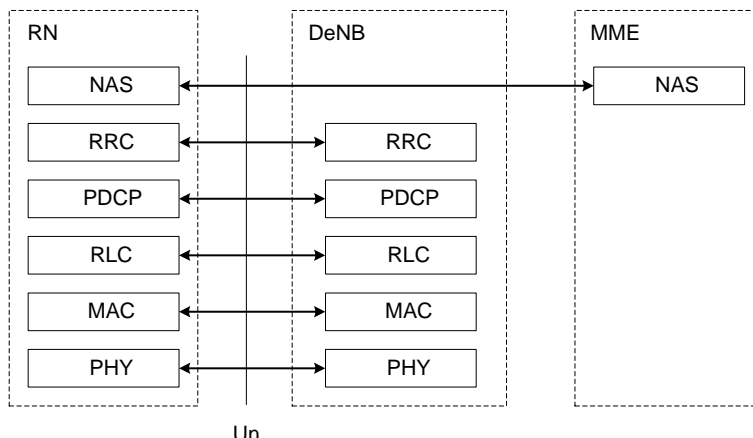 RN DeNB MME
NAS NAS
RRC RRC
PDCP PDCP
RLC RLC
MAC MAC
PHY PHY
Un